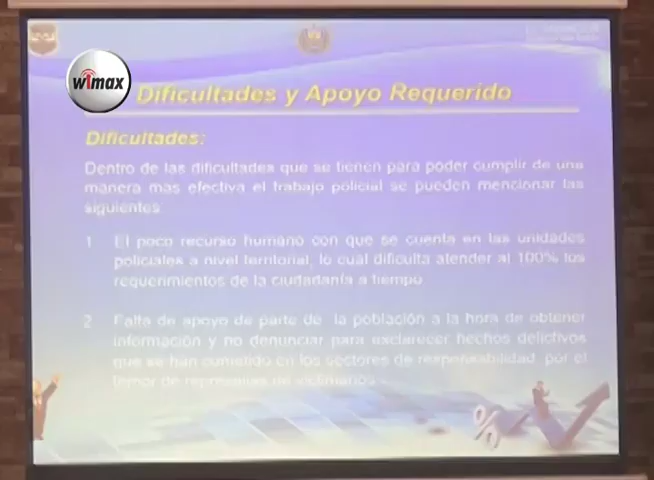 wimax
Dificultades y Apoyo Requerido
Dificultades:
Dentro de las dificultades que se tienen para poder cumplir de una
manera mas efectiva el trabajo policial se pueden mencionar las
siguientes
1 El poco recurso humano con que se cuenta en las unidades
policiales a nivel territorial, lo cual dificulta atender al 100% los
requerimientos de la ciudadanía a tiempo
2 Falta de apoyo de parte de la población a la hora de obtener
información y no denunciar para esclarecer hechos delictivos
que se han cometido en los sectores de responsabilidad por el
temor de represalias de
%